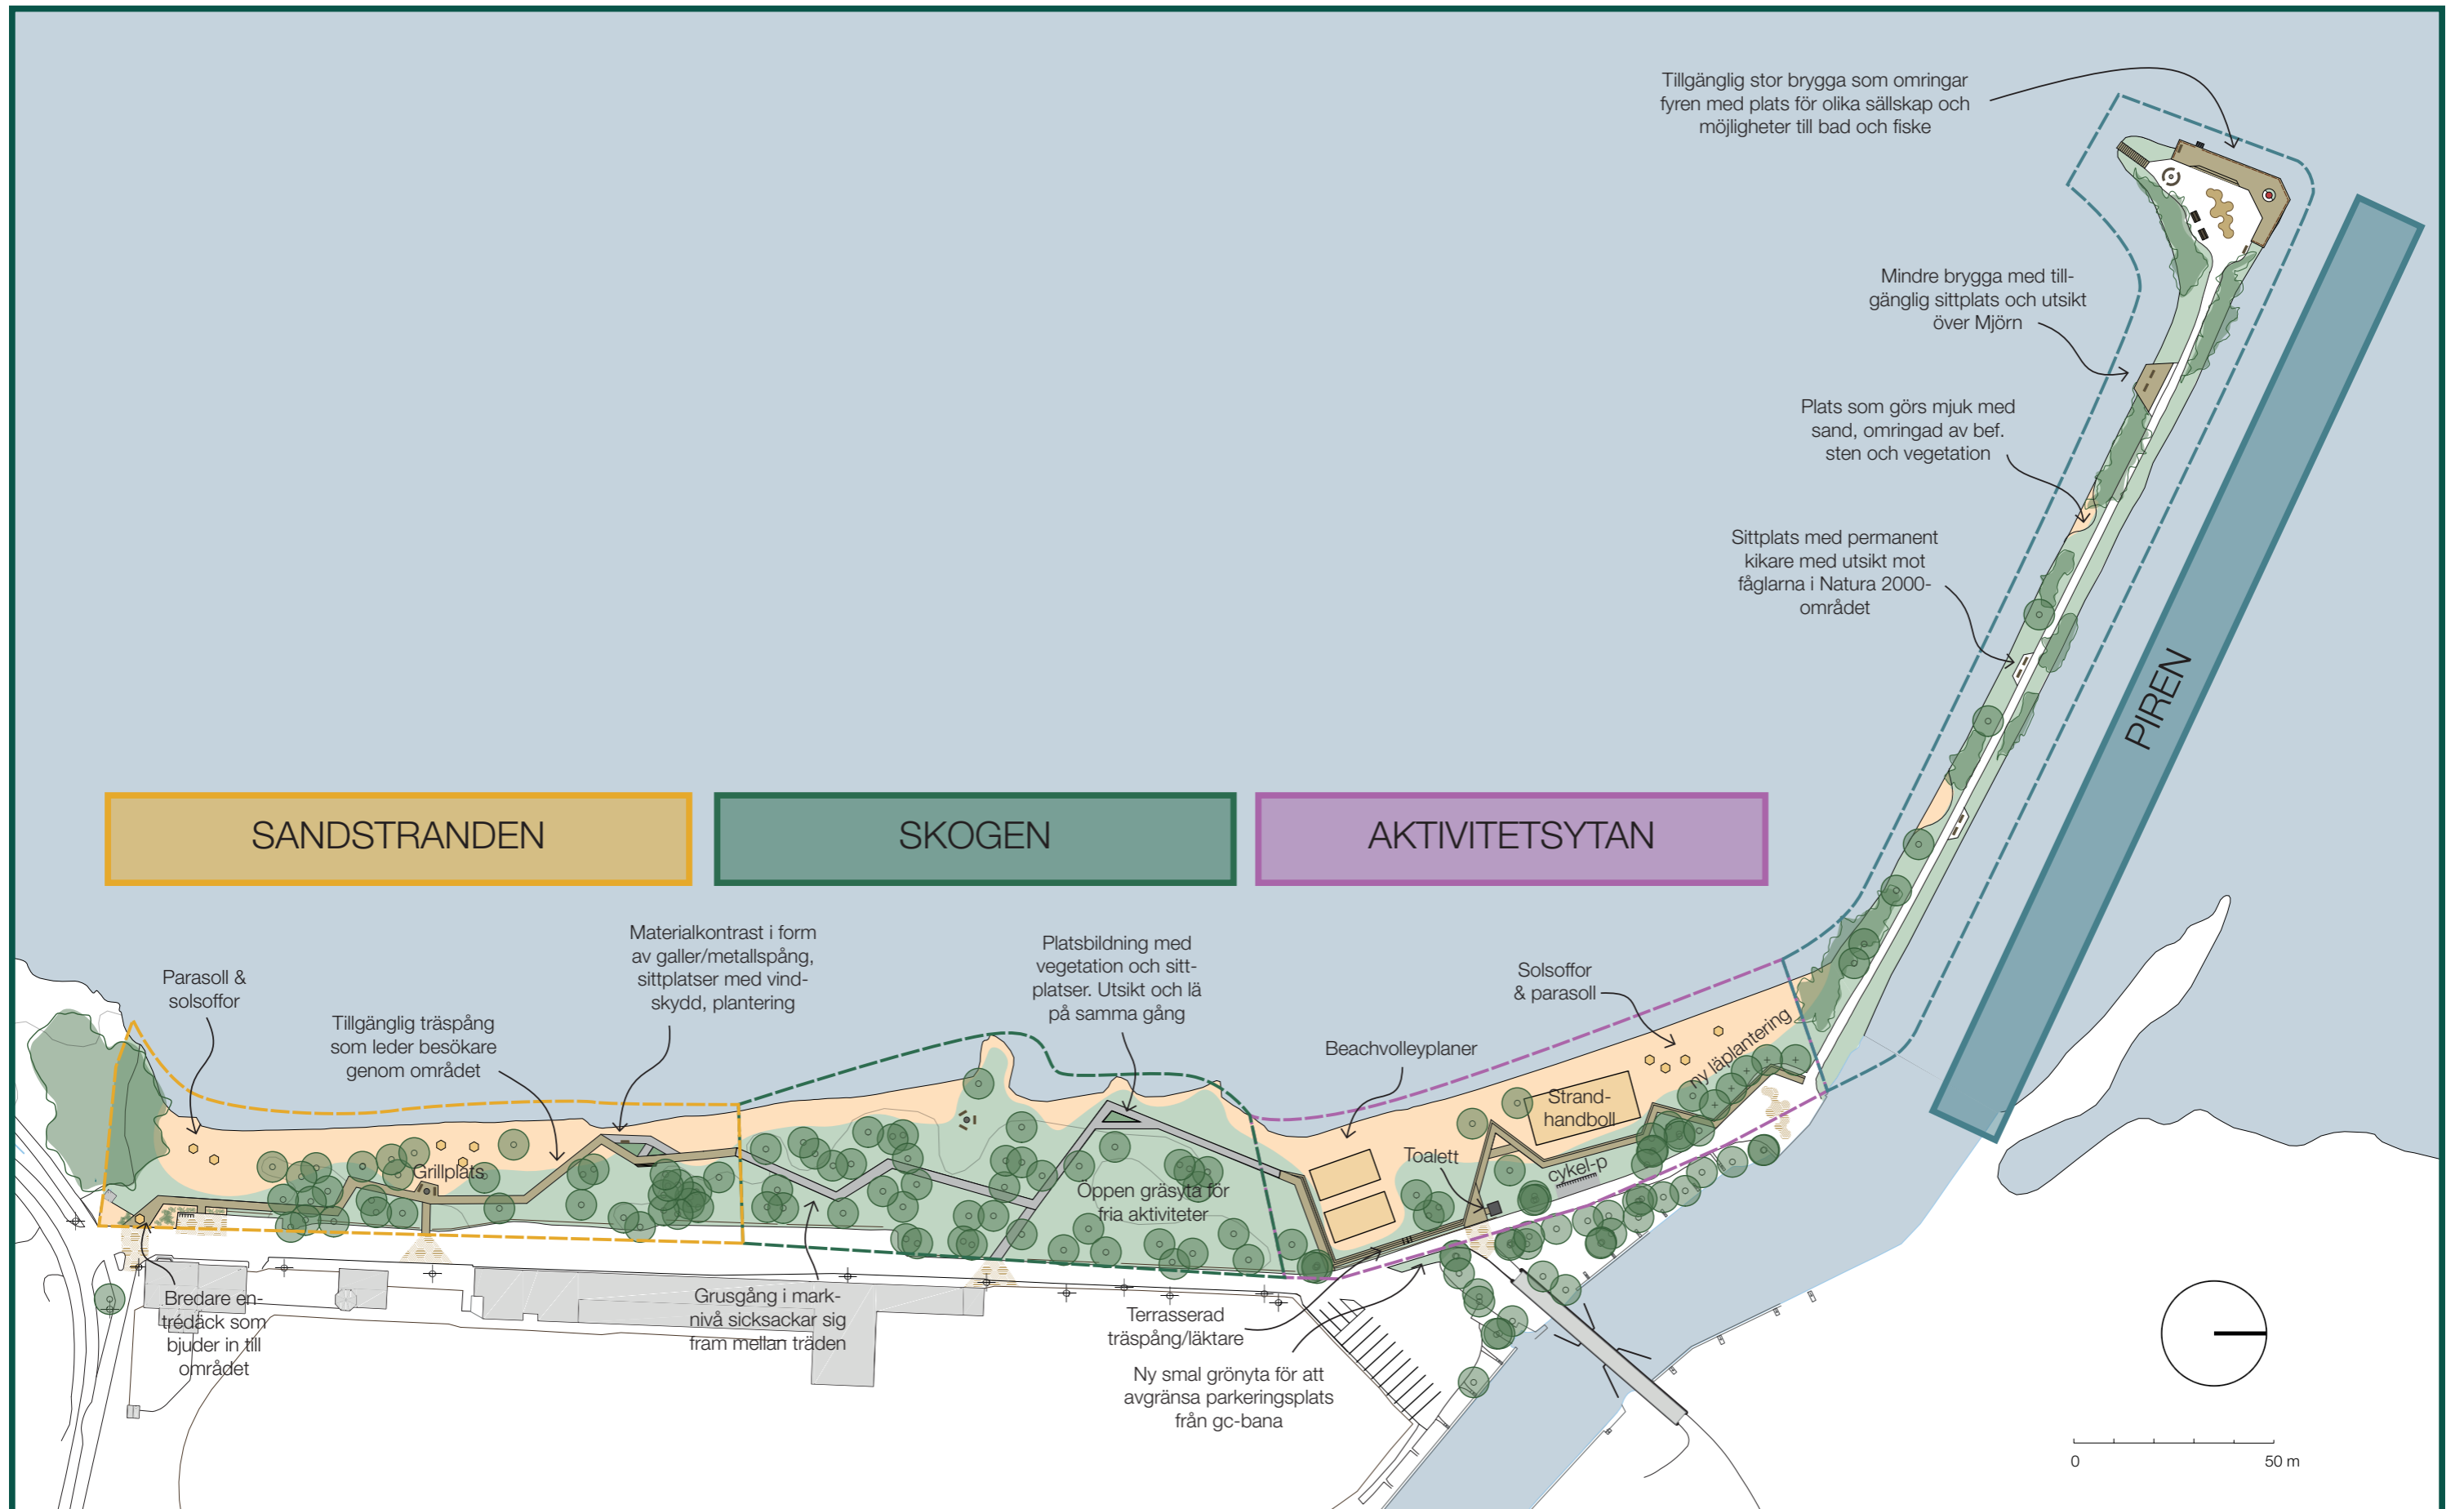 Tillgänglig stor brygga som omringar
fyren med plats för olika sällskap och
möjligheter till bad och fiske
Mindre brygga med till-
gänglig sittplats och utsikt
över Mjörn
Plats som görs mjuk med
sand, omringad av bef.
sten och vegetation
Sittplats med permanent
kikare med utsikt mot
fåglarna i Natura 2000-
området
PIREN
SANDSTRANDEN
SKOGEN
AKTIVITETSYTAN
Parasoll &
solsoffor
Tillgänglig träspång
som leder besökare
genom området
Materialkontrast i form
av galler/metallspång,
sittplatser med vind-
skydd, plantering
Platsbildning med
vegetation och sitt-
platser. Utsikt och lä
på samma gång
Beachvolleyplaner
Solsoffor
& parasoll
ny läplantering
Strand-
handboll
Toalett
cykel-p
Grillplats
Öppen gräsyta för
fria aktiviteter
Bredare en-
trédäck som
bjuder in till
området
Grusgång i mark-
nivå sicksackar sig
fram mellan träden
Terrasserad
träspång/läktare
Ny smal grönyta för att
avgränsa parkeringsplats
från gc-bana
0
50 m